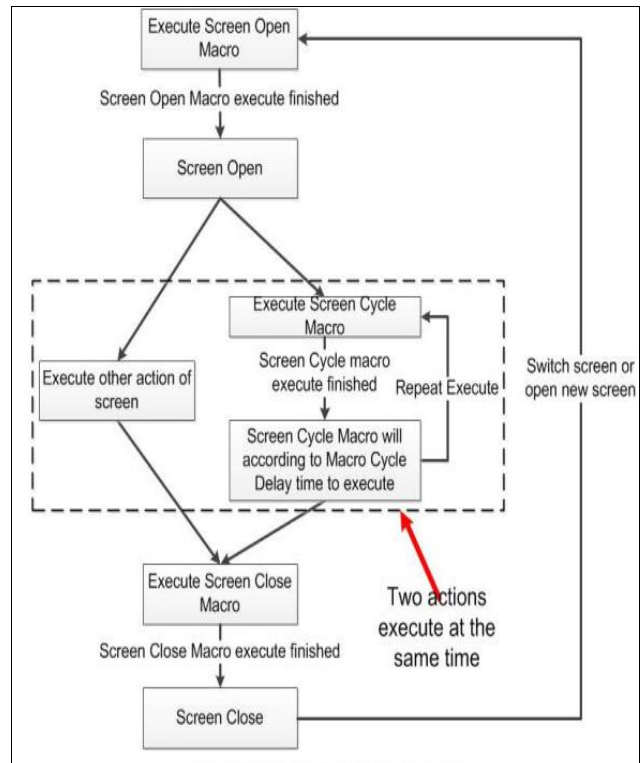 Execute Screen Open
Macro
Screen Open Macro execute finished
Screen Open
Execute Screen Cycle
Macro
Screen Cycle macro
execute finished
Repeat Execute
Execute other action of
screen
Screen Cycle Macro will
according to Macro Cycle
Delay time to execute
Switch screen or
open new screen
Execute Screen Close
Macro
Two actions
execute at the
same time
Screen Close Macro execute finished
Screen Close